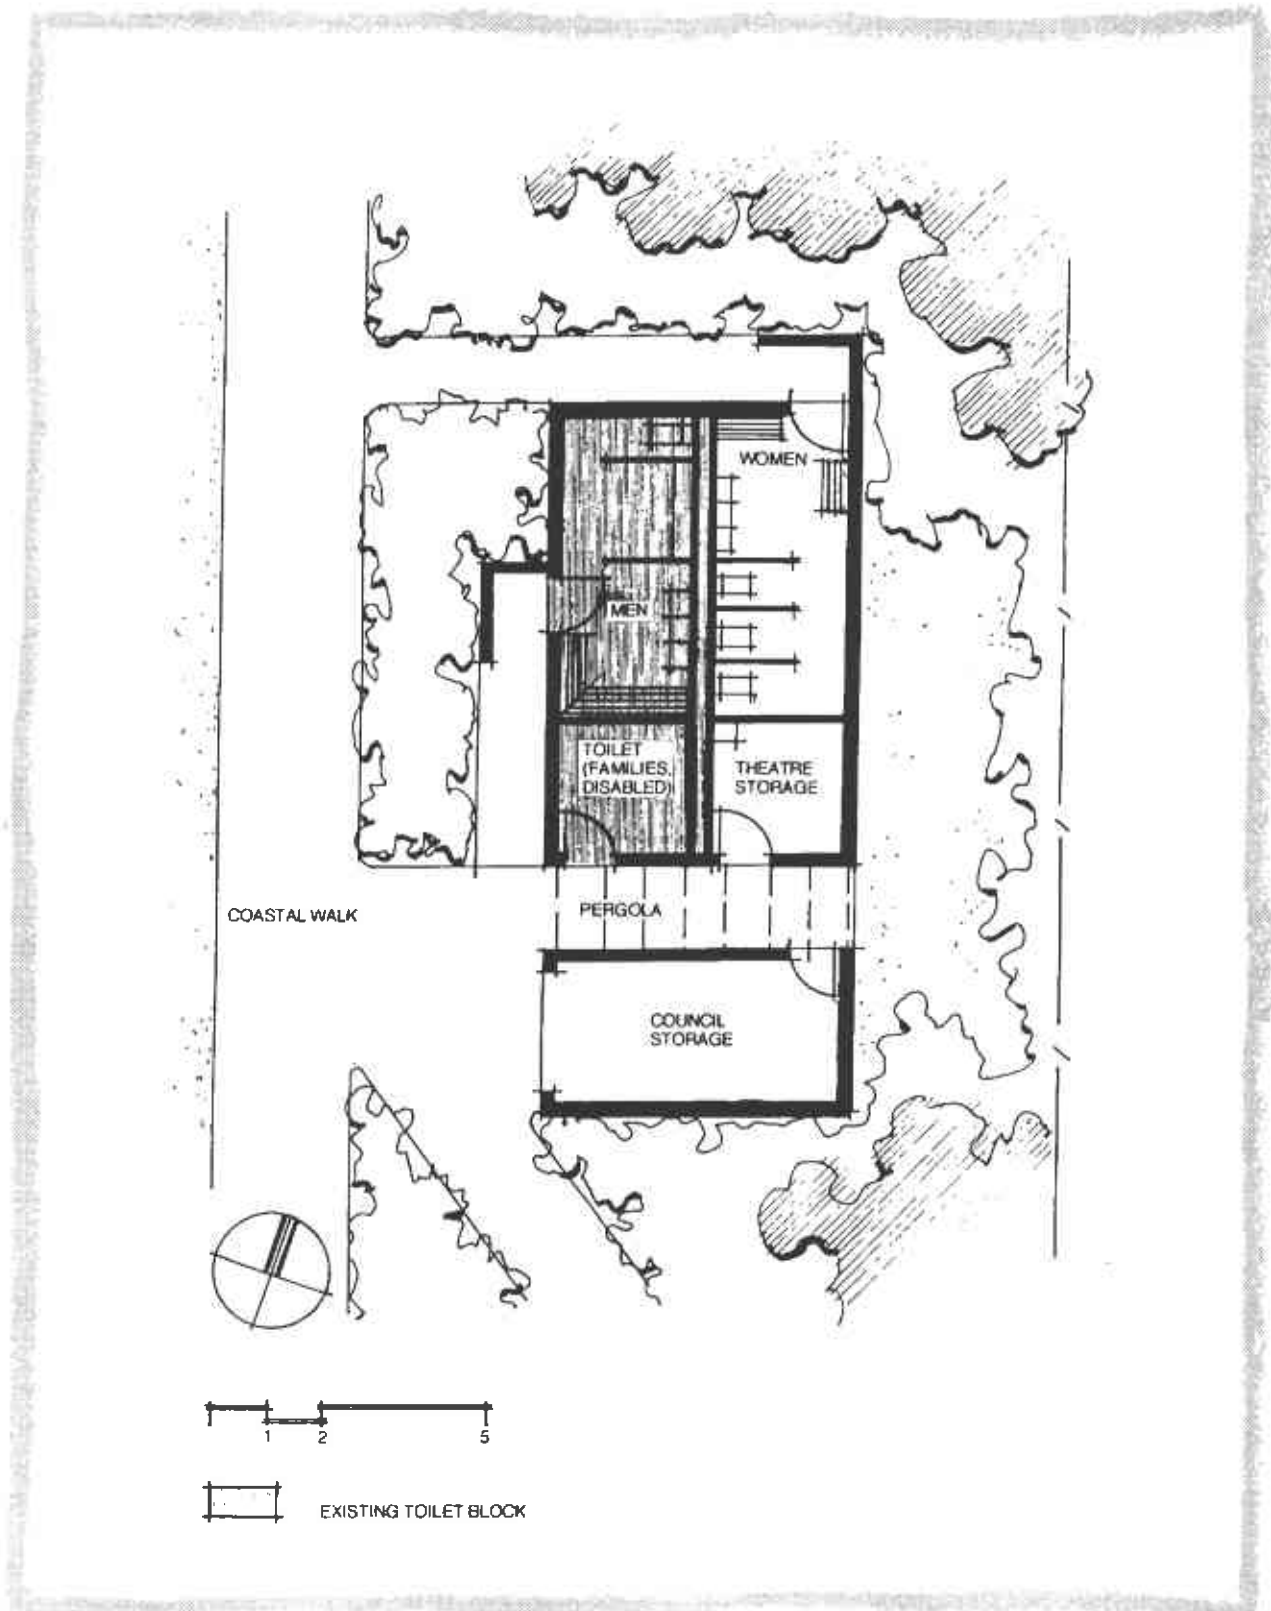 WOMEN
MEN
TOILET
(FAMILIES,
DISABLED)
THEATRE
STORAGE
COASTAL WALK
PERGOLA
COUNCIL
STORAGE
1 2 5
EXISTING TOILET BLOCK